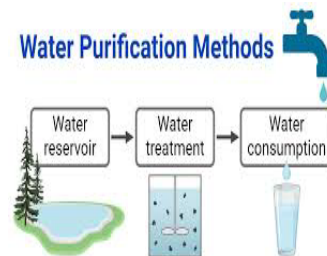 Water Purification Methods
Water
reservoir
Water
treatment
Water
consumption